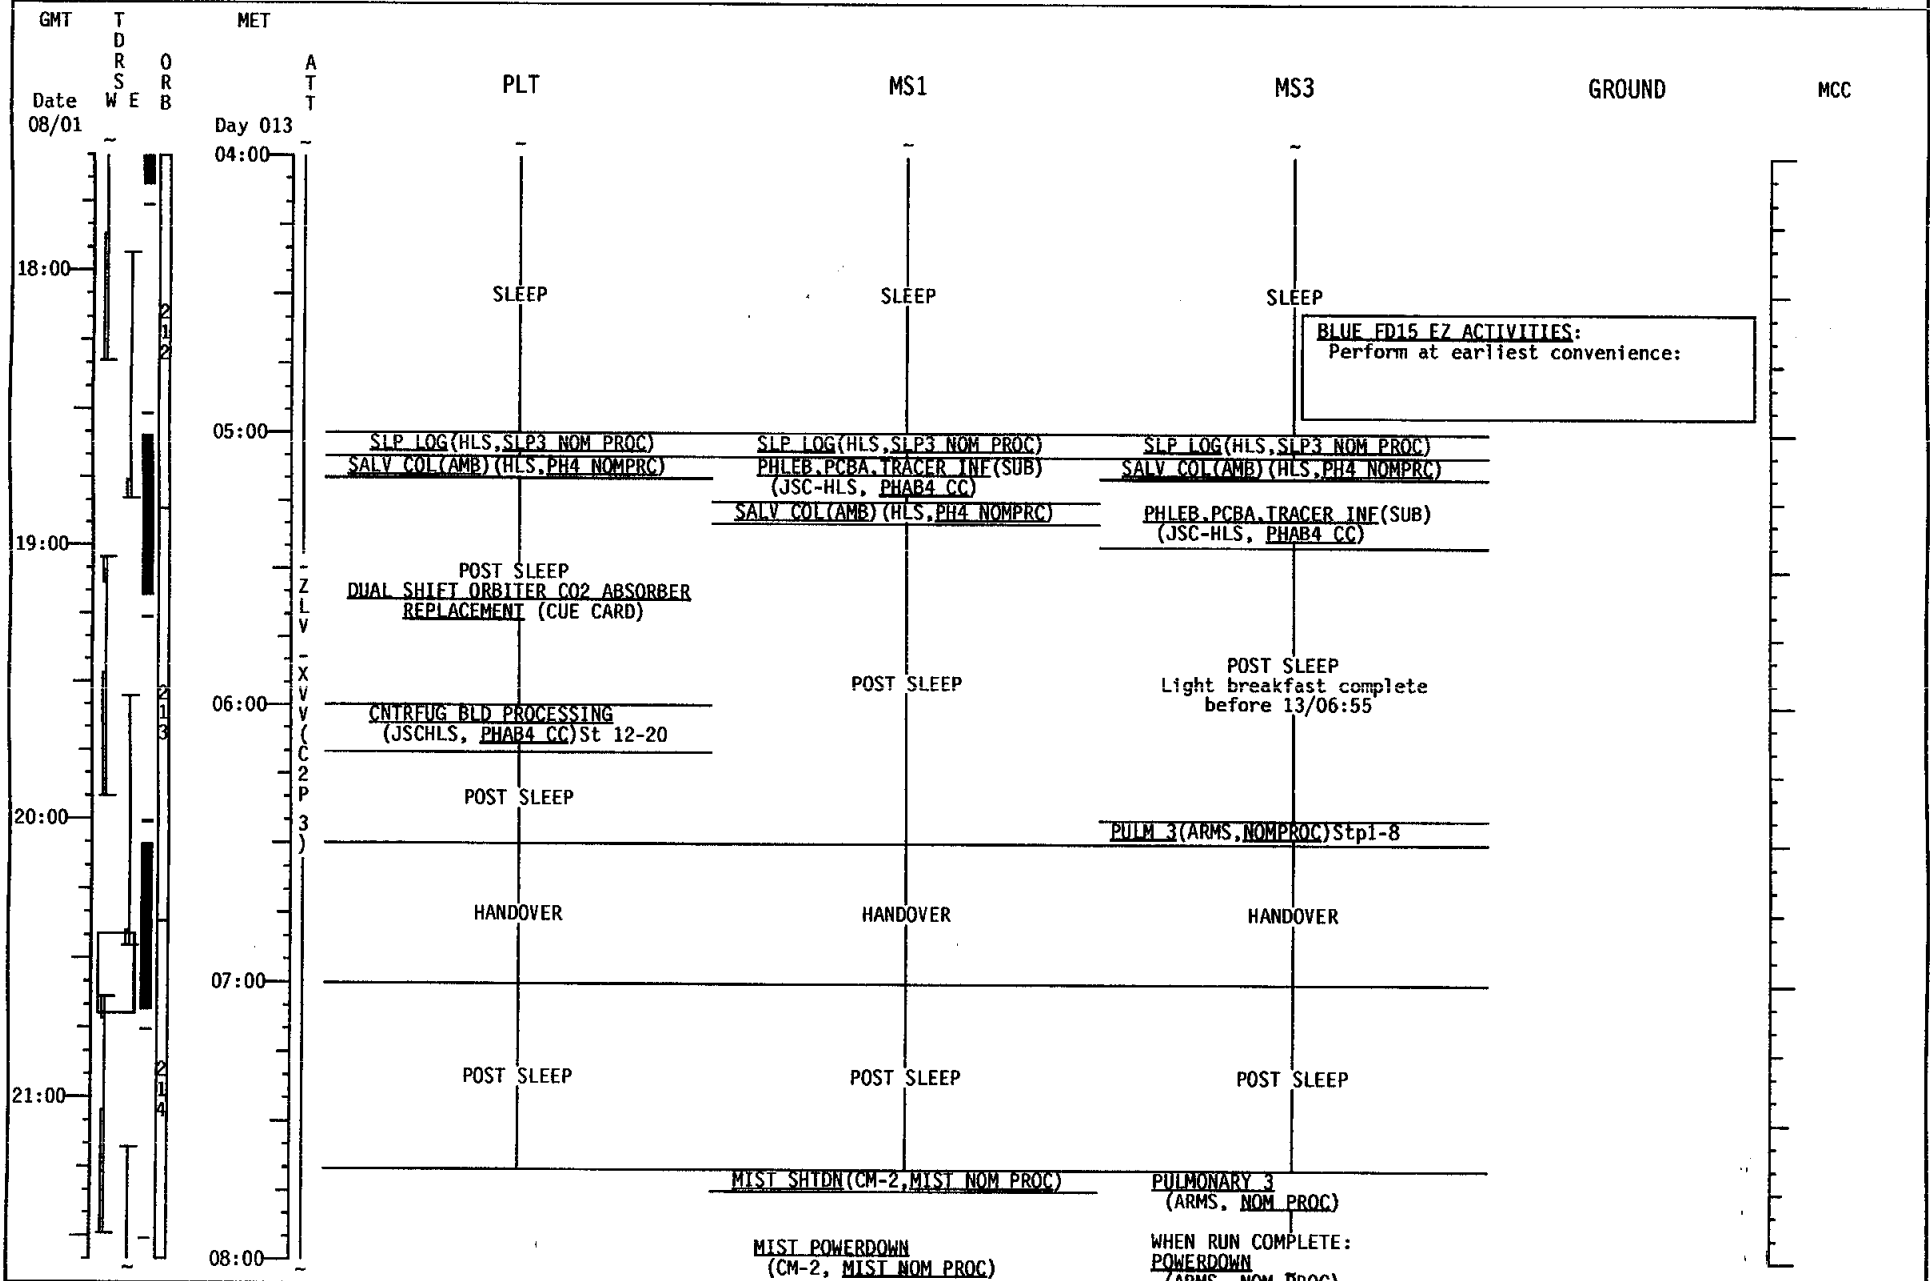 GMT
TDRS
W E
ORB
MET
ATT
PLT
MS1
MS3
GROUND
MCC
Date
08/01
Day 013
04:00
18:00
SLEEP
SLEEP
SLEEP
212
BLUE FD15 EZ ACTIVITIES:
Perform at earliest convenience:
05:00
SLP LOG(HLS,SLP3 NOM PROC)
SLP LOG(HLS,SLP3 NOM PROC)
SLP LOG(HLS,SLP3 NOM PROC)
SALV COL(AMB)(HLS,PH4 NOMPRC)
PHLEB,PCBA,TRACER INF(SUB)
(JSC-HLS, PHAB4 CC)
SALV COL(AMB)(HLS,PH4 NOMPRC)
SALV COL(AMB)(HLS,PH4 NOMPRC)
PHLEB,PCBA,TRACER INF(SUB)
(JSC-HLS, PHAB4 CC)
19:00
POST SLEEP
DUAL SHIFT ORBITER CO2 ABSORBER
REPLACEMENT (CUE CARD)
-ZLV -XVV(C2P 3)
POST SLEEP
POST SLEEP
Light breakfast complete
before 13/06:55
213
06:00
CNTRFUG BLD PROCESSING
(JSCHLS, PHAB4 CC)St 12-20
POST SLEEP
20:00
PULM 3(ARMS,NOMPROC)Stp1-8
HANDOVER
HANDOVER
HANDOVER
07:00
POST SLEEP
POST SLEEP
POST SLEEP
214
21:00
MIST SHTDN(CM-2,MIST NOM PROC)
PULMONARY 3
(ARMS, NOM PROC)
08:00
MIST POWERDOWN
(CM-2, MIST NOM PROC)
WHEN RUN COMPLETE:
POWERDOWN
(ARMS, NOM PROC)